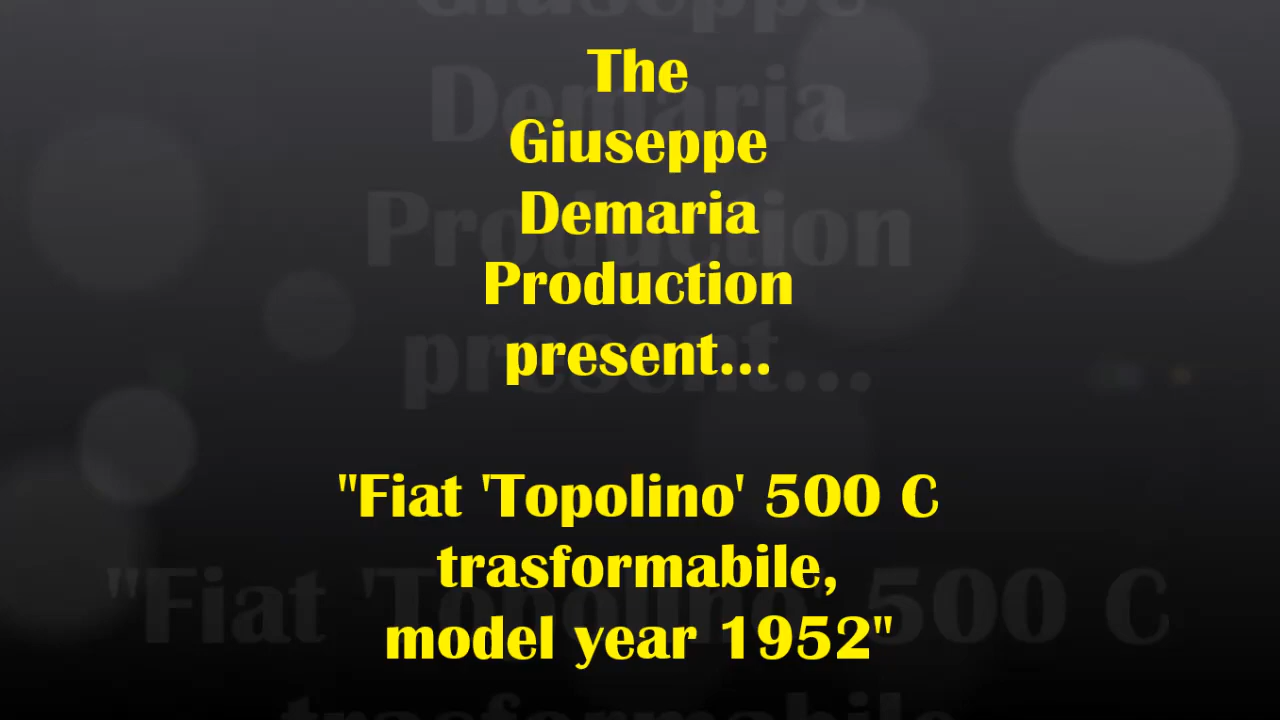 The
Giuseppe
Demaria
Production
present...
"Fiat 'Topolino' 500 C
trasformabile,
model year 1952"